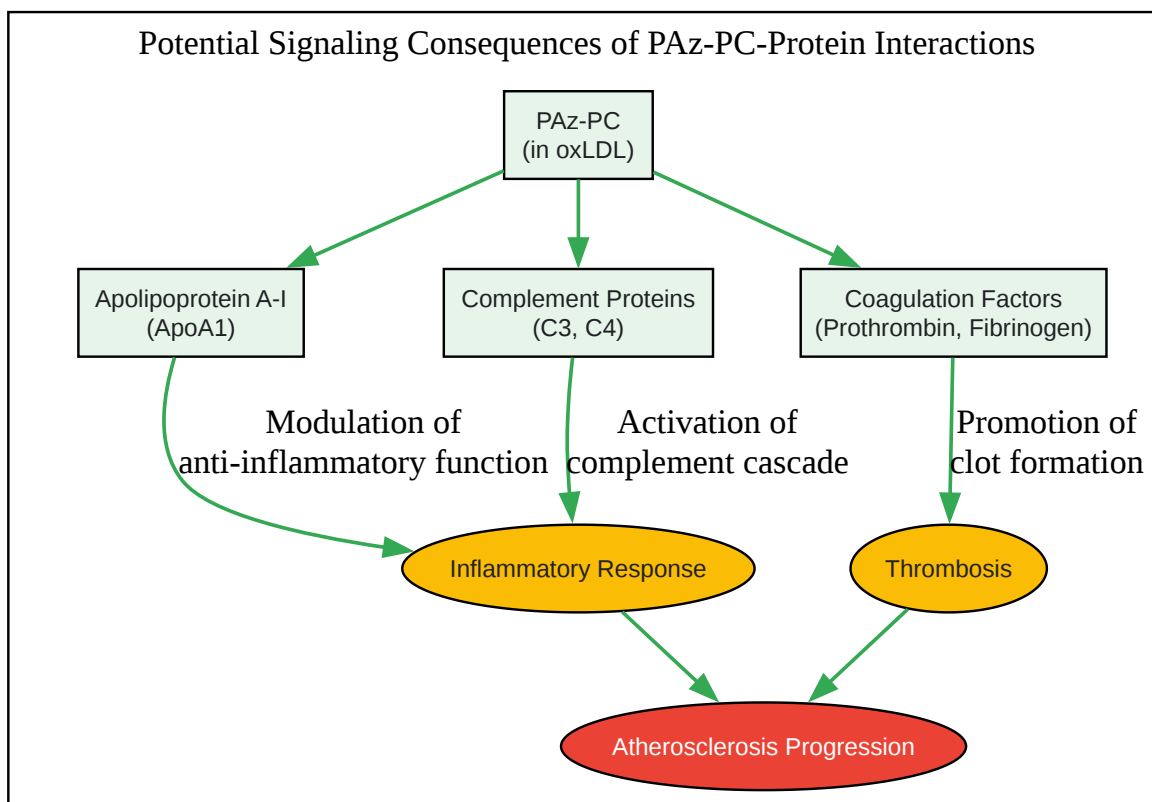 Potential Signaling Consequences of PAz-PC-Protein Interactions
PAz-PC
(in oxLDL)
Apolipoprotein A-I
(ApoA1)
Complement Proteins
(C3, C4)
Coagulation Factors
(Prothrombin, Fibrinogen)
Modulation of
anti-inflammatory function
Activation of
complement cascade
Promotion of
clot formation
Inflammatory Response
Thrombosis
Atherosclerosis Progression